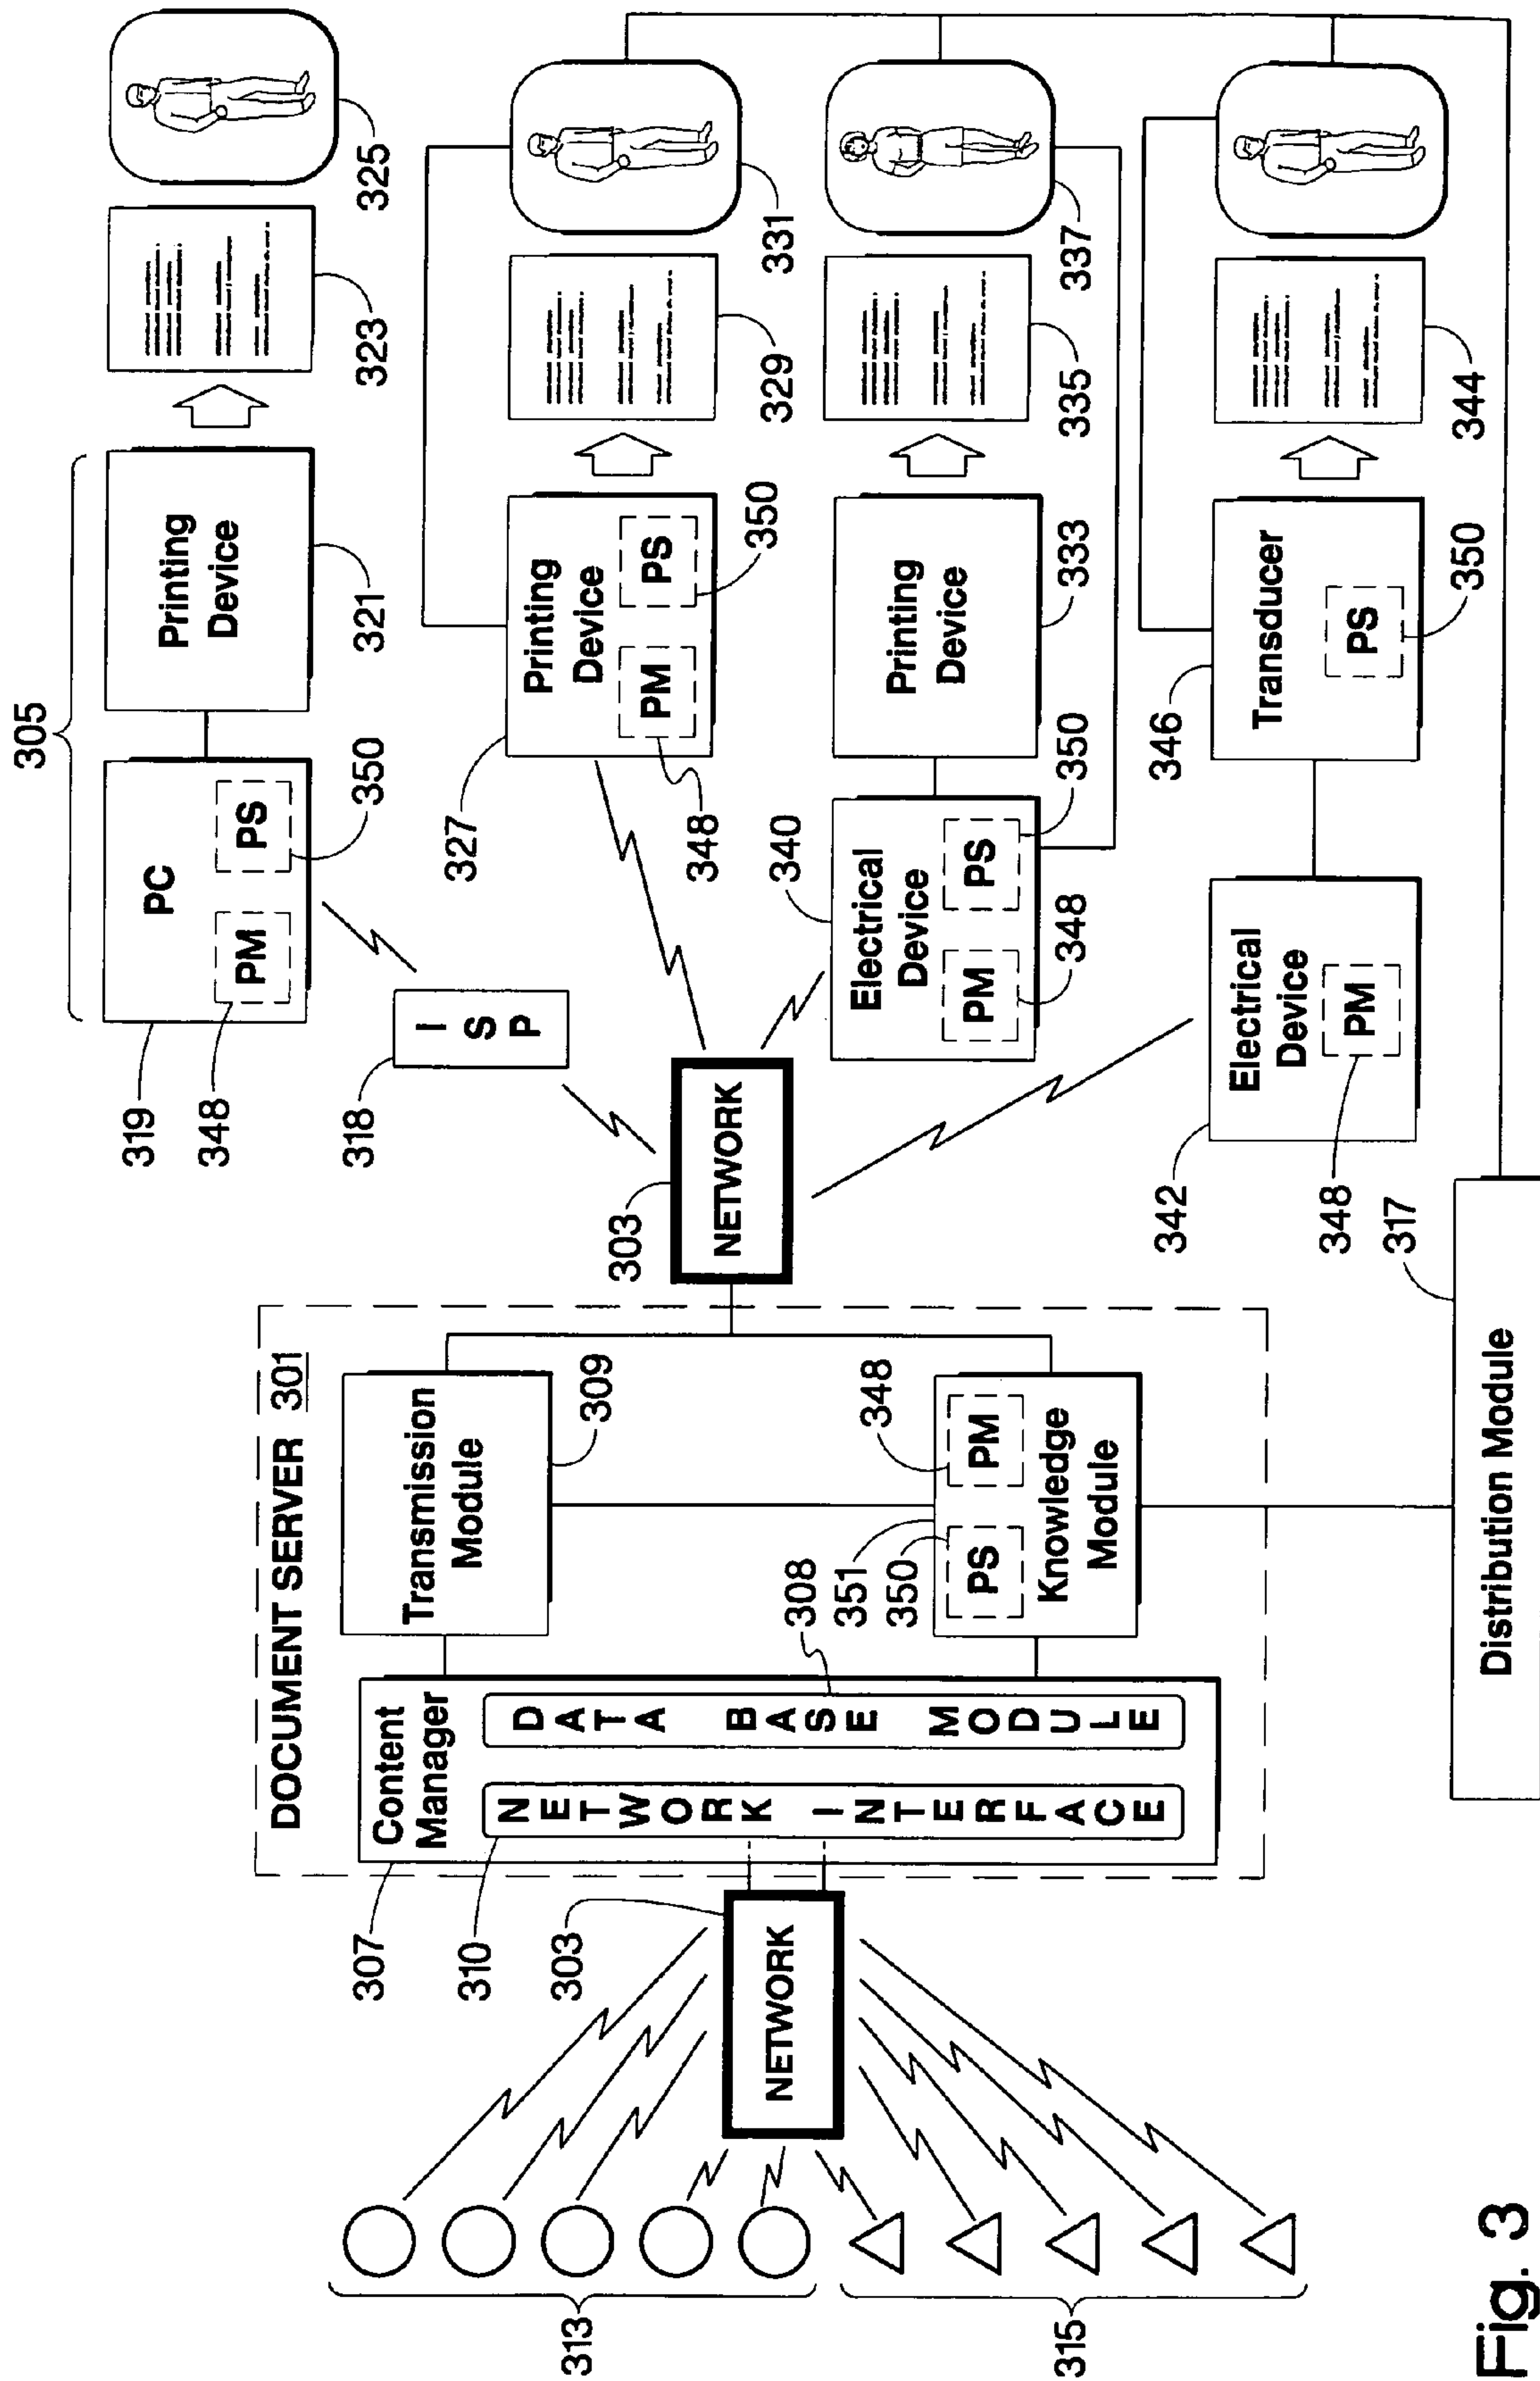 305
PC
PM
PS
319
348
350
Printing
Device
321
323
325
I
S
P
318
Printing
Device
PM
PS
327
348
350
329
331
NETWORK
303
Electrical
Device
PM
PS
340
348
350
Printing
Device
333
335
337
Electrical
Device
PM
342
348
Transducer
PS
346
350
344
DOCUMENT SERVER 301
Transmission
Module
309
Content
Manager
NETWORK INTERFACE
DATA BASE MODULE
307
310
308
351
350
348
PS
PM
Knowledge
Module
303
NETWORK
313
315
317
Distribution Module
Fig. 3